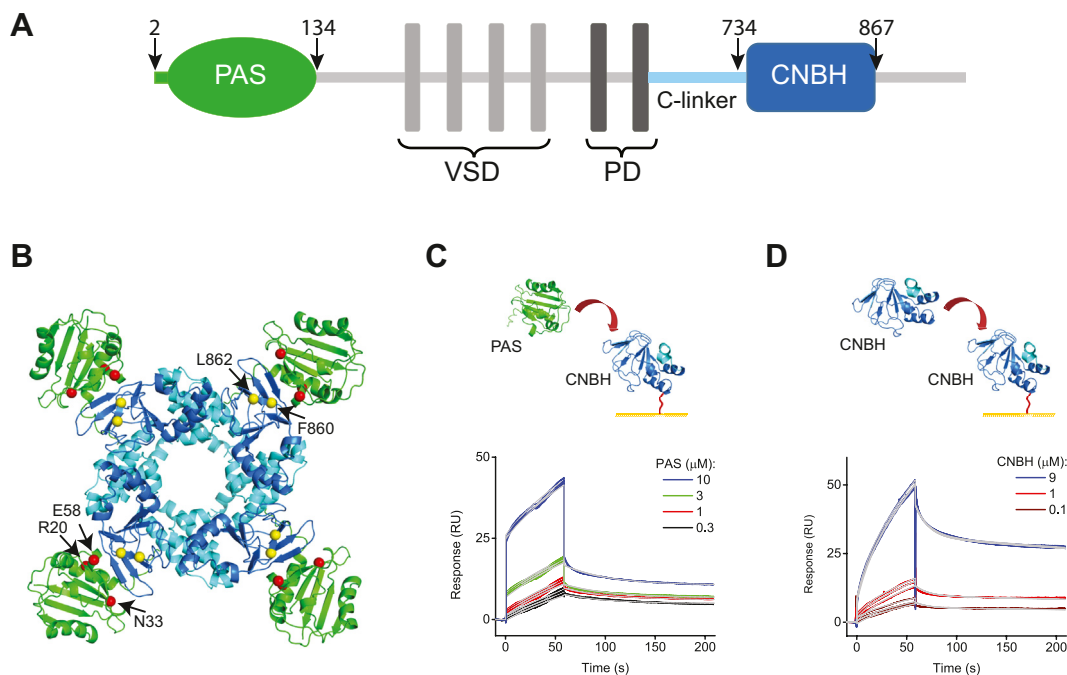 A
2
134
734
867
PAS
CNBH
C-linker
VSD
PD
B
L862
F860
E58
R20
N33
C
PAS
CNBH
50
25
0
Response (RU)
PAS (μM):
10
3
1
0.3
0
50
100
150
200
Time (s)
D
CNBH
CNBH
50
25
0
Response (RU)
CNBH (μM):
9
1
0.1
0
50
100
150
200
Time (s)